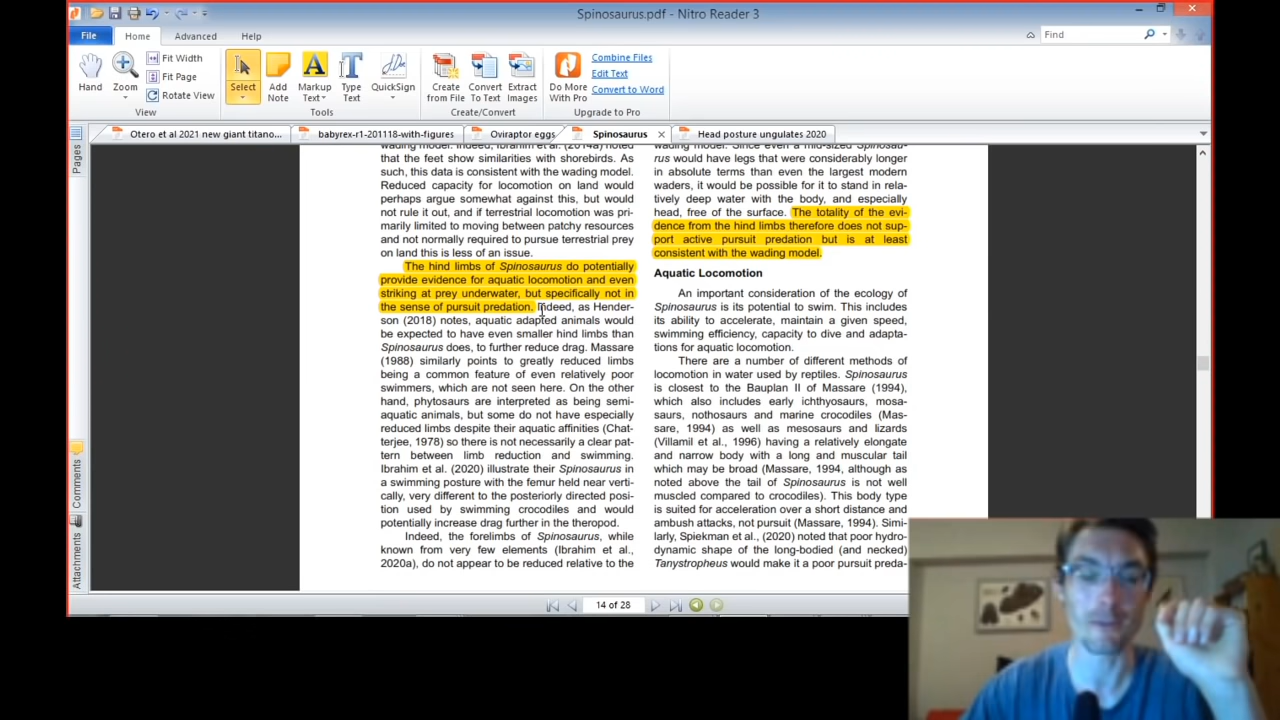 Spinosaurus.pdf - Nitro Reader 3
File
Home
Advanced
Help
Find
Hand
Zoom
Fit Width
Fit Page
Rotate View
View
Select
Add
Note
Markup
Text
Type
Text
QuickSign
Tools
Create
from File
Convert
To Text
Extract
Images
Create/Convert
Do More
With Pro
Combine Files
Edit Text
Convert to Word
Upgrade to Pro
Otero et al 2021 new giant titano...
babyrex-r1-201118-with-figures
Oviraptor eggs
Spinosaurus
Head posture ungulates 2020
Pages
Comments
Attachments
wading model. Indeed, Ibrahim et al. (2014a) noted
that the feet show similarities with shorebirds. As
such, this data is consistent with the wading model.
Reduced capacity for locomotion on land would
perhaps argue somewhat against this, but would
not rule it out, and if terrestrial locomotion was pri-
marily limited to moving between patchy resources
and not normally required to pursue terrestrial prey
on land this is less of an issue.
The hind limbs of Spinosaurus do potentially
provide evidence for aquatic locomotion and even
striking at prey underwater, but specifically not in
the sense of pursuit predation. Indeed, as Hender-
son (2018) notes, aquatic adapted animals would
be expected to have even smaller hind limbs than
Spinosaurus does, to further reduce drag. Massare
(1988) similarly points to greatly reduced limbs
being a common feature of even relatively poor
swimmers, which are not seen here. On the other
hand, phytosaurs are interpreted as being semi-
aquatic animals, but some do not have especially
reduced limbs despite their aquatic affinities (Chat-
terjee, 1978) so there is not necessarily a clear pat-
tern between limb reduction and swimming.
Ibrahim et al. (2020) illustrate their Spinosaurus in
a swimming posture with the femur held near verti-
cally, very different to the posteriorly directed posi-
tion used by swimming crocodiles and would
potentially increase drag further in the theropod.
Indeed, the forelimbs of Spinosaurus, while
known from very few elements (Ibrahim et al.,
2020a), do not appear to be reduced relative to the
wading model. Since even a mid-sized Spinosau-
rus would have legs that were considerably longer
in absolute terms than even the largest modern
waders, it would be possible for it to stand in rela-
tively deep water with the body, and especially
head, free of the surface. The totality of the evi-
dence from the hind limbs therefore does not sup-
port active pursuit predation but is at least
consistent with the wading model.
Aquatic Locomotion
An important consideration of the ecology of
Spinosaurus is its potential to swim. This includes
its ability to accelerate, maintain a given speed,
swimming efficiency, capacity to dive and adapta-
tions for aquatic locomotion.
There are a number of different methods of
locomotion in water used by reptiles. Spinosaurus
is closest to the Bauplan II of Massare (1994),
which also includes early ichthyosaurs, mosa-
saurs, nothosaurs and marine crocodiles (Mas-
sare, 1994) as well as mesosaurs and lizards
(Villamil et al., 1996) having a relatively elongate
and narrow body with a long and muscular tail
which may be broad (Massare, 1994, although as
noted above the tail of Spinosaurus is not well
muscled compared to crocodiles). This body type
is suited for acceleration over a short distance and
ambush attacks, not pursuit (Massare, 1994). Simi-
larly, Spiekman et al., (2020) noted that poor hydro-
dynamic shape of the long-bodied (and necked)
Tanystropheus would make it a poor pursuit preda-
14 of 28